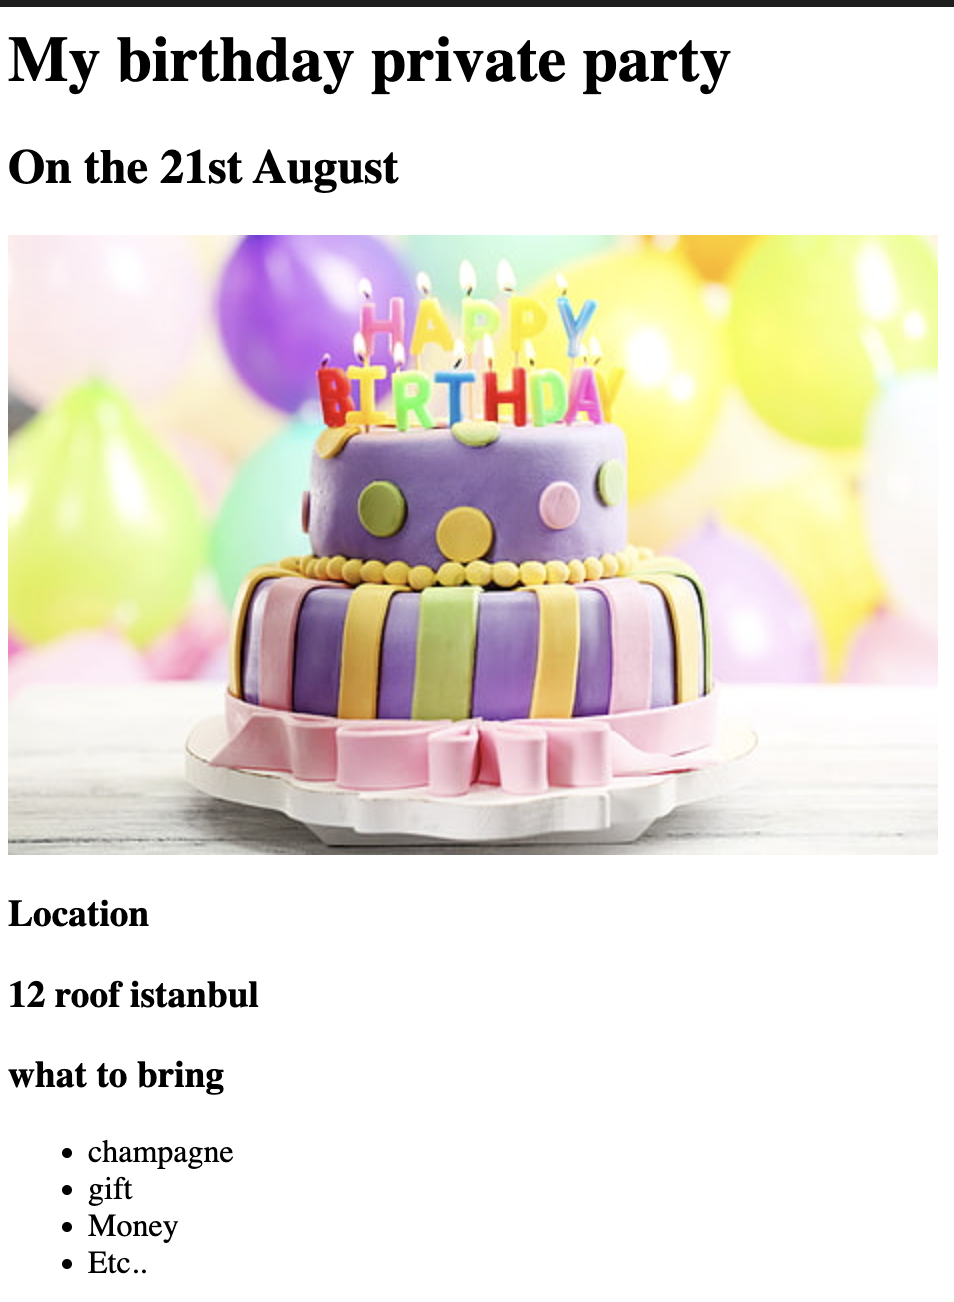 My birthday private party
On the 21st August
HAPPY
BIRTHDAY
Location
12 roof istanbul
what to bring
champagne
gift
Money
Etc..